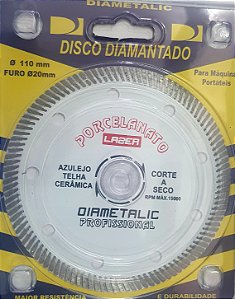 DIAMETALIC
DISCO DIAMANTADO
Ø 110 mm
FURO Ø20mm
Para Máquinas
Portáteis
PORCELANATO
LASER
AZULEJO
TELHA
CERÂMICA
CORTE
A
SECO
RPM MÁX.15000
DIAMETALIC
PROFISSIONAL
MAIOR RESISTÊNCIA
E DURABILIDADE